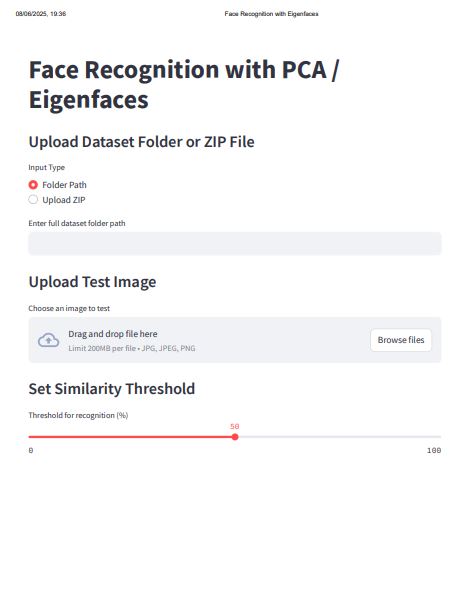 08/06/2025, 19:36
Face Recognition with Eigenfaces
Face Recognition with PCA /
Eigenfaces
Upload Dataset Folder or ZIP File
Input Type
Folder Path
Upload ZIP
Enter full dataset folder path
Upload Test Image
Choose an image to test
Drag and drop file here
Limit 200MB per file • JPG, JPEG, PNG
Browse files
Set Similarity Threshold
Threshold for recognition (%)
50
0
100